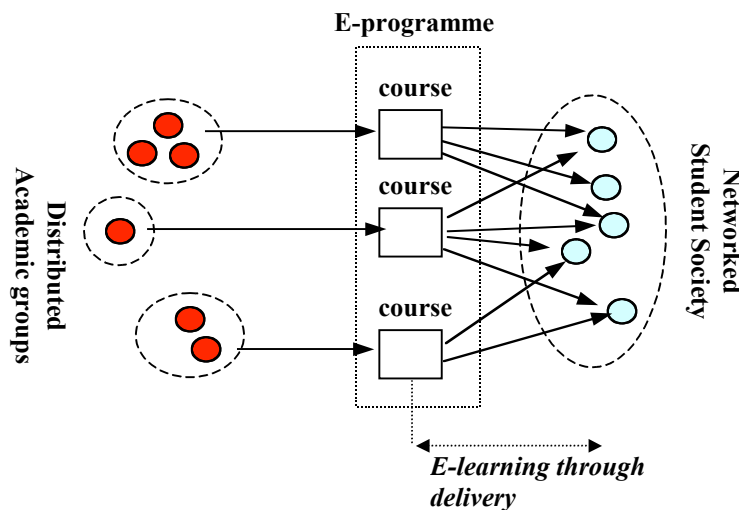 E-programme
course
course
course
Distributed
Academic groups
Networked
Student Society
E-learning through
delivery